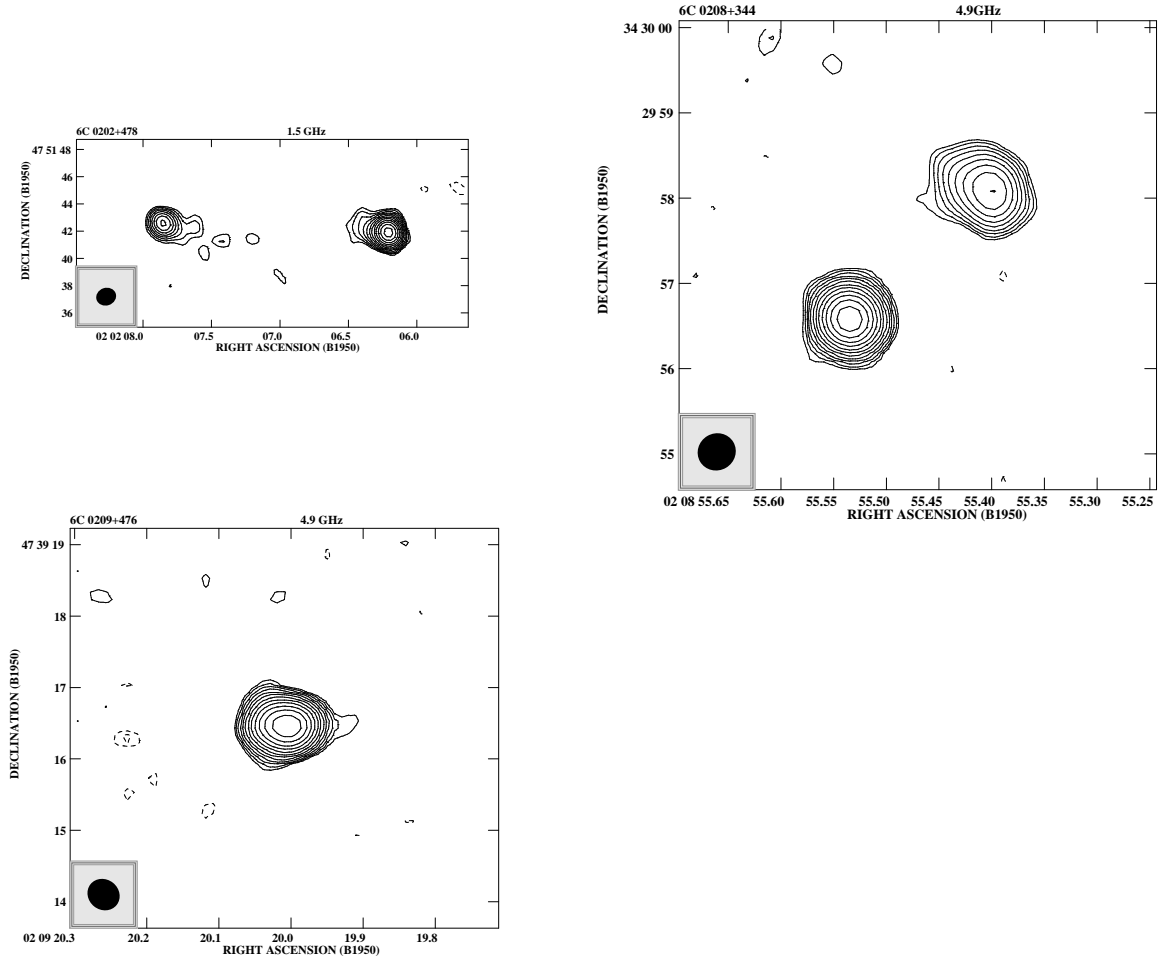 6C 0202+478 1.5 GHz
47 51 48
46
44
42
40
38
36
DECLINATION (B1950)
02 02 08.0 07.5 07.0 06.5 06.0
RIGHT ASCENSION (B1950)
6C 0208+344 4.9GHz
34 30 00
29 59
58
57
56
55
DECLINATION (B1950)
02 08 55.65 55.60 55.55 55.50 55.45 55.40 55.35 55.30 55.25
RIGHT ASCENSION (B1950)
6C 0209+476 4.9 GHz
47 39 19
18
17
16
15
14
DECLINATION (B1950)
02 09 20.3 20.2 20.1 20.0 19.9 19.8
RIGHT ASCENSION (B1950)